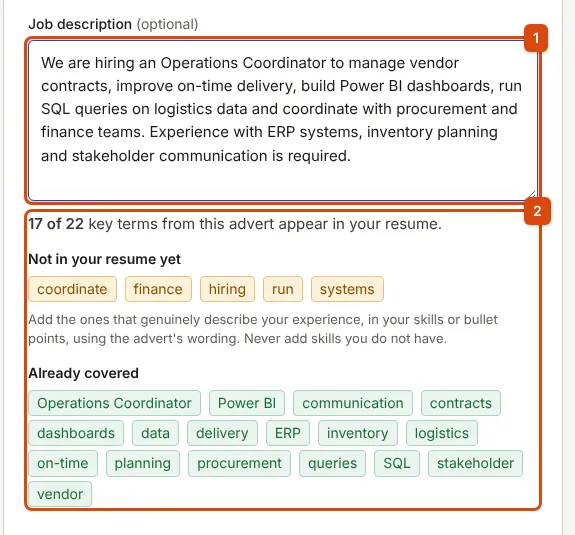 Job description (optional)
1
We are hiring an Operations Coordinator to manage vendor
contracts, improve on-time delivery, build Power BI dashboards, run
SQL queries on logistics data and coordinate with procurement and
finance teams. Experience with ERP systems, inventory planning
and stakeholder communication is required.
2
17 of 22 key terms from this advert appear in your resume.
Not in your resume yet
coordinate finance hiring run systems
Add the ones that genuinely describe your experience, in your skills or bullet
points, using the advert's wording. Never add skills you do not have.
Already covered
Operations Coordinator Power BI communication contracts
dashboards data delivery ERP inventory logistics
on-time planning procurement queries SQL stakeholder
vendor